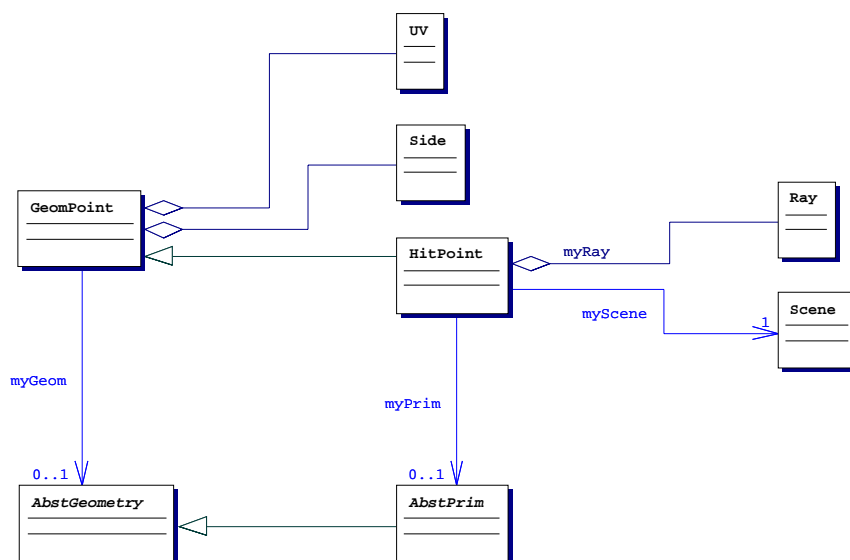 UV
Side
GeomPoint
Ray
HitPoint
myRay
Scene
myScene
1
myGeom
myPrim
0..1
0..1
AbstGeometry
AbstPrim